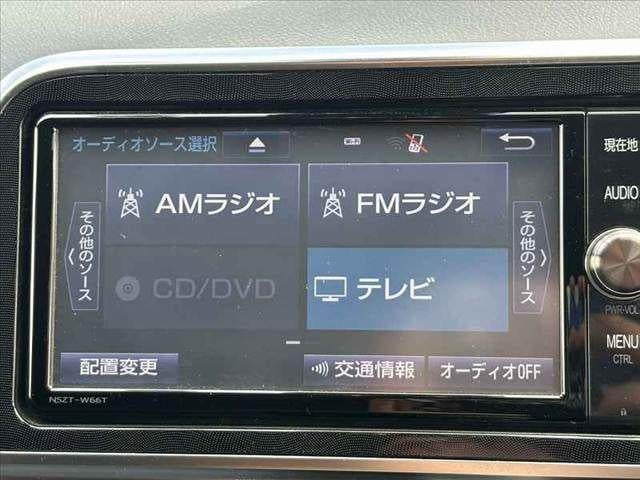 オーディオソース選択
Wi-Fi
現在地
AMラジオ
FMラジオ
AUDIO
その他のソース
その他のソース
CD/DVD
テレビ
PWR•VOL
MENU
CTRL
配置変更
交通情報
オーディオOFF
NSZT-W66T